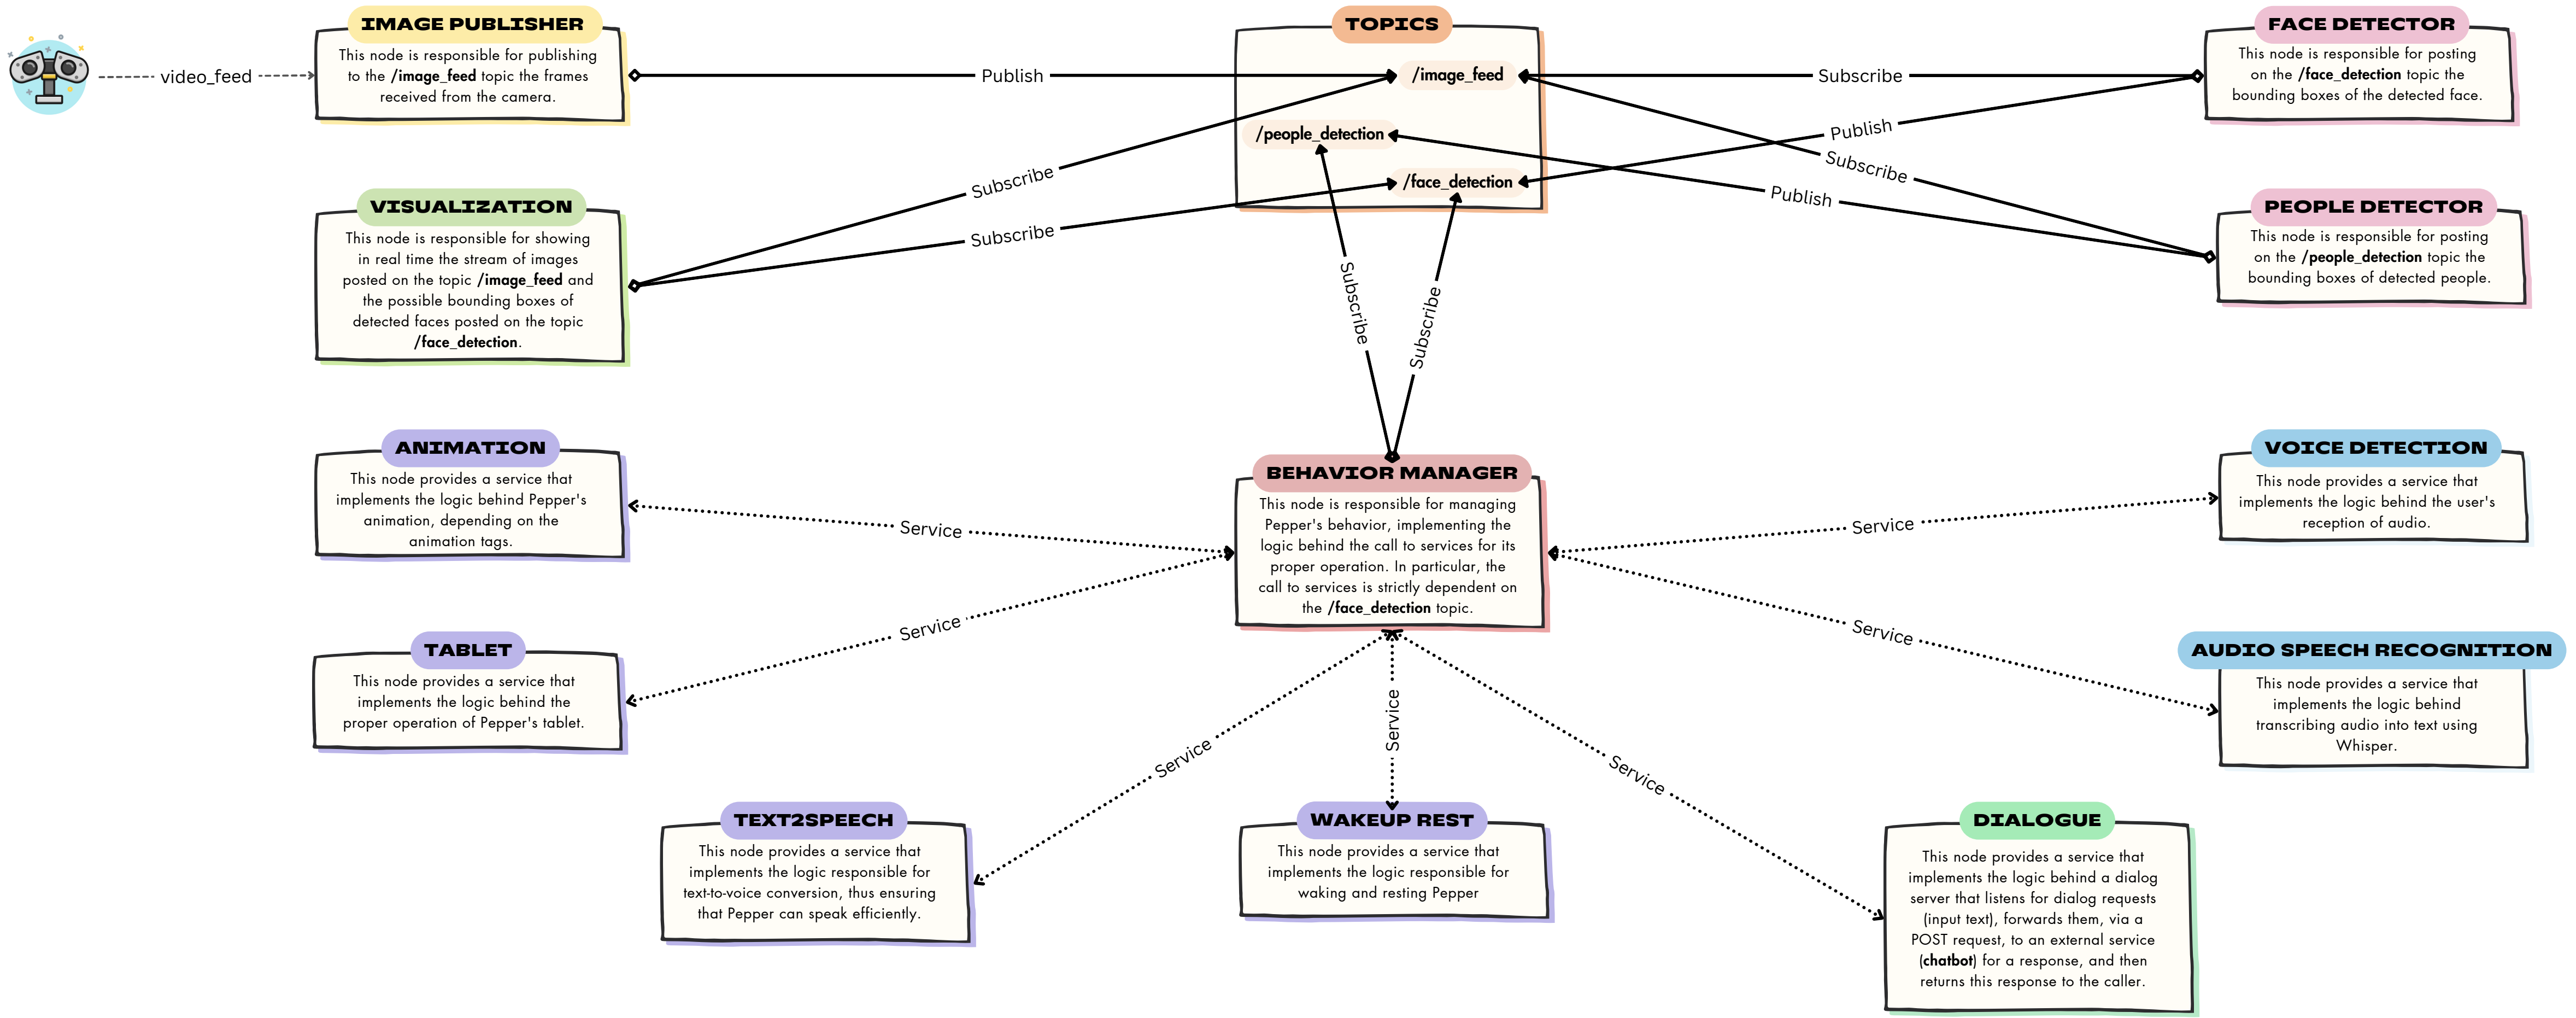 IMAGE PUBLISHER
This node is responsible for publishing
to the /image_feed topic the frames
received from the camera.
video_feed
Publish
TOPICS
/image_feed
/people_detection
/face_detection
Subscribe
FACE DETECTOR
This node is responsible for posting
on the /face_detection topic the
bounding boxes of the detected face.
Publish
Subscribe
Publish
PEOPLE DETECTOR
This node is responsible for posting
on the /people_detection topic the
bounding boxes of detected people.
VISUALIZATION
This node is responsible for showing
in real time the stream of images
posted on the topic /image_feed and
the possible bounding boxes of
detected faces posted on the topic
/face_detection.
Subscribe
Subscribe
Subscribe
Subscribe
ANIMATION
This node provides a service that
implements the logic behind Pepper's
animation, depending on the
animation tags.
Service
BEHAVIOR MANAGER
This node is responsible for managing
Pepper's behavior, implementing the
logic behind the call to services for its
proper operation. In particular, the
call to services is strictly dependent on
the /face_detection topic.
Service
VOICE DETECTION
This node provides a service that
implements the logic behind the user's
reception of audio.
TABLET
This node provides a service that
implements the logic behind the
proper operation of Pepper's tablet.
Service
Service
AUDIO SPEECH RECOGNITION
This node provides a service that
implements the logic behind
transcribing audio into text using
Whisper.
Service
Service
Service
TEXT2SPEECH
This node provides a service that
implements the logic responsible for
text-to-voice conversion, thus ensuring
that Pepper can speak efficiently.
WAKEUP REST
This node provides a service that
implements the logic responsible for
waking and resting Pepper
DIALOGUE
This node provides a service that
implements the logic behind a dialog
server that listens for dialog requests
(input text), forwards them, via a
POST request, to an external service
(chatbot) for a response, and then
returns this response to the caller.